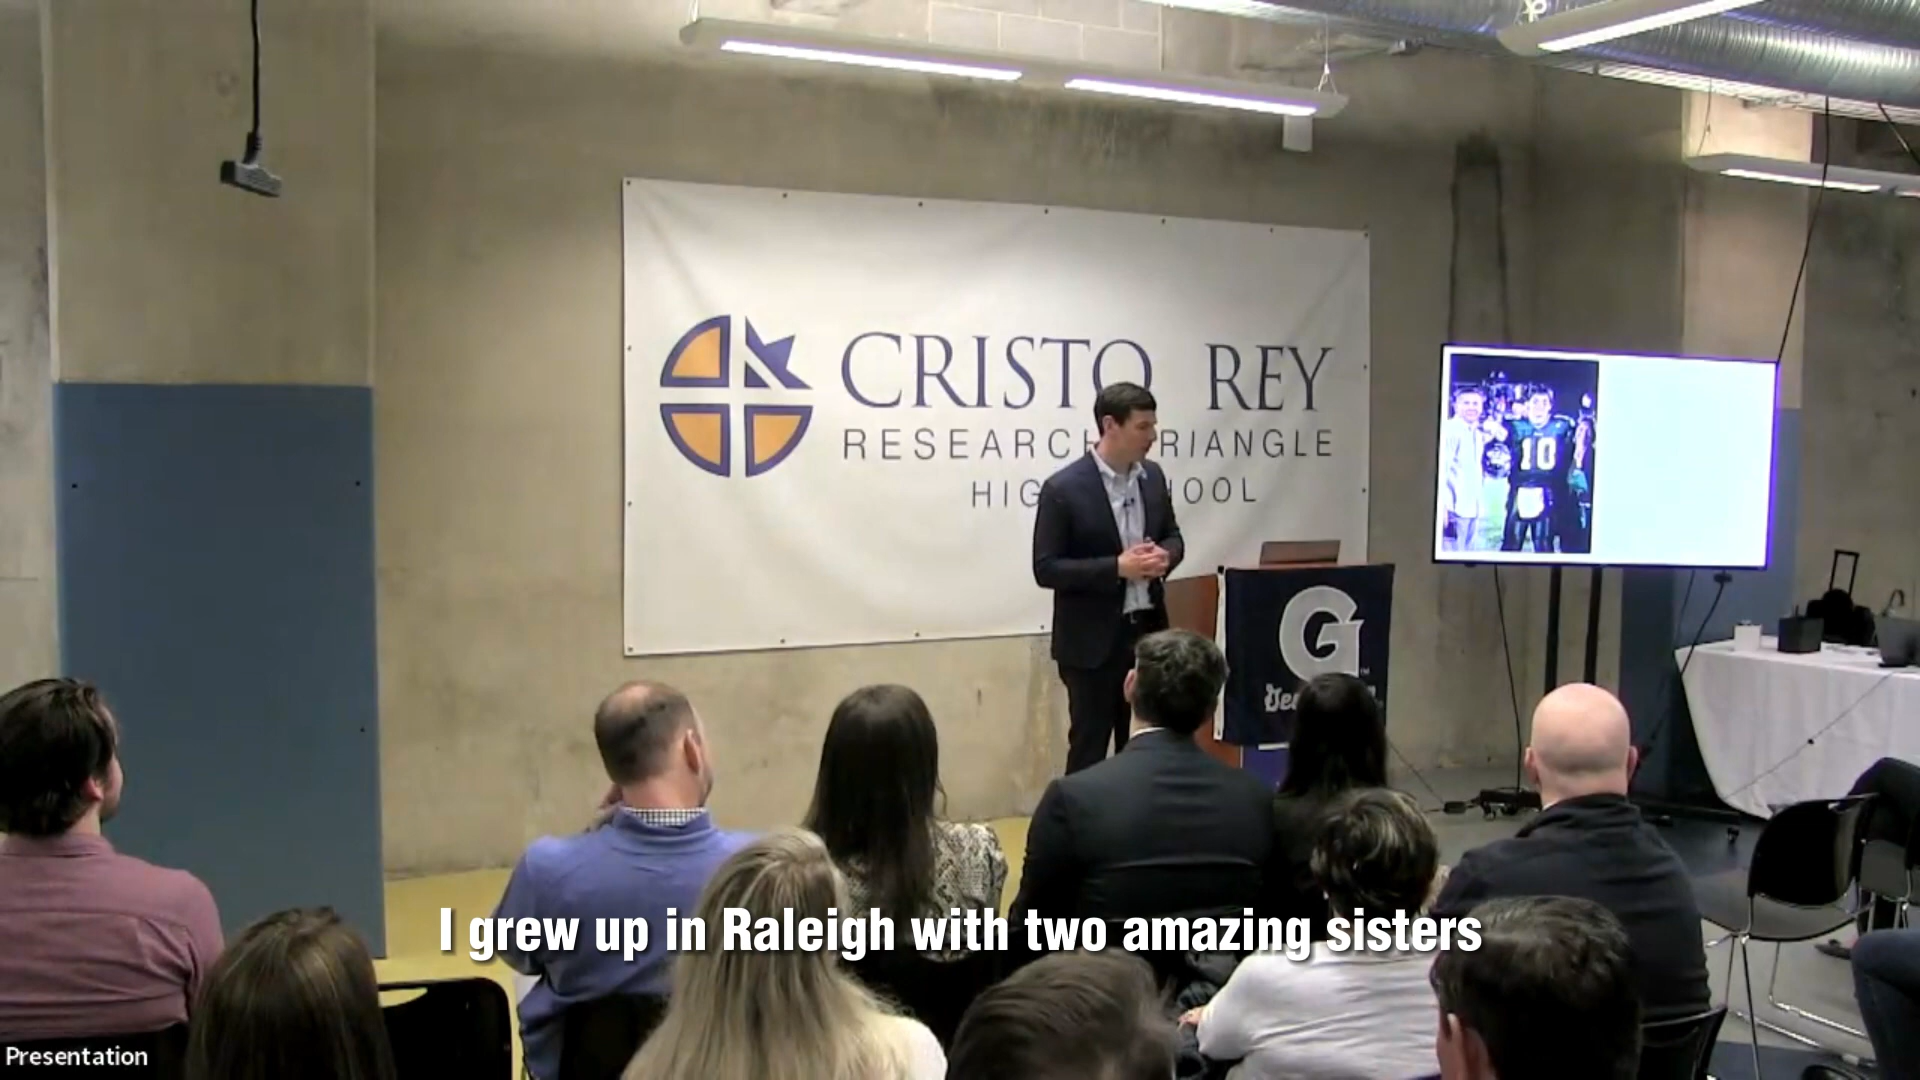 CRISTO REY
RESEARCH TRIANGLE
HIGH SCHOOL
10
G
I grew up in Raleigh with two amazing sisters
Presentation